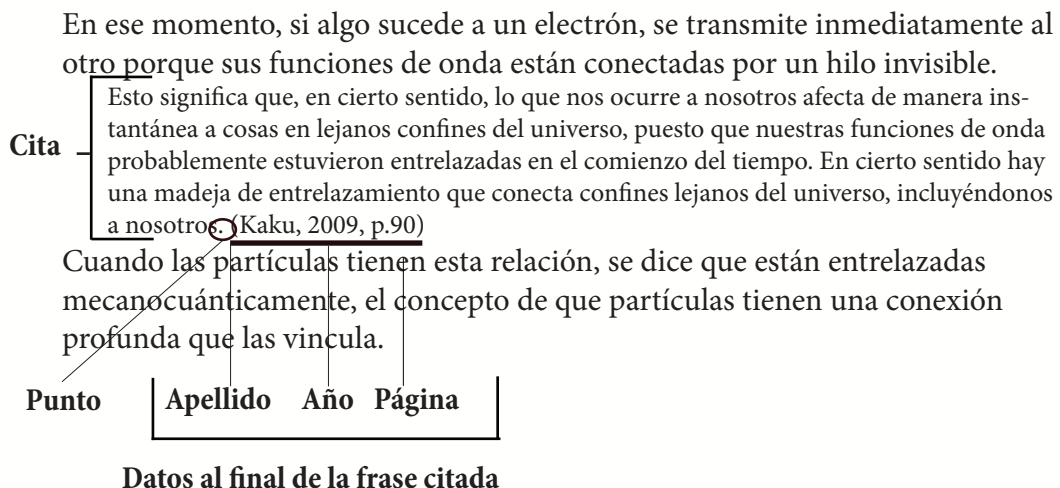 En ese momento, si algo sucede a un electrón, se transmite inmediatamente al
otro porque sus funciones de onda están conectadas por un hilo invisible.
Esto significa que, en cierto sentido, lo que nos ocurre a nosotros afecta de manera ins-
tantánea a cosas en lejanos confines del universo, puesto que nuestras funciones de onda
Cita
probablemente estuvieron entrelazadas en el comienzo del tiempo. En cierto sentido hay
una madeja de entrelazamiento que conecta confines lejanos del universo, incluyéndonos
a nosotros. (Kaku, 2009, p.90)
Cuando las partículas tienen esta relación, se dice que están entrelazadas
mecanocuánticamente, el concepto de que partículas tienen una conexión
profunda que las vincula.
Punto Apellido Año Página
Datos al final de la frase citada